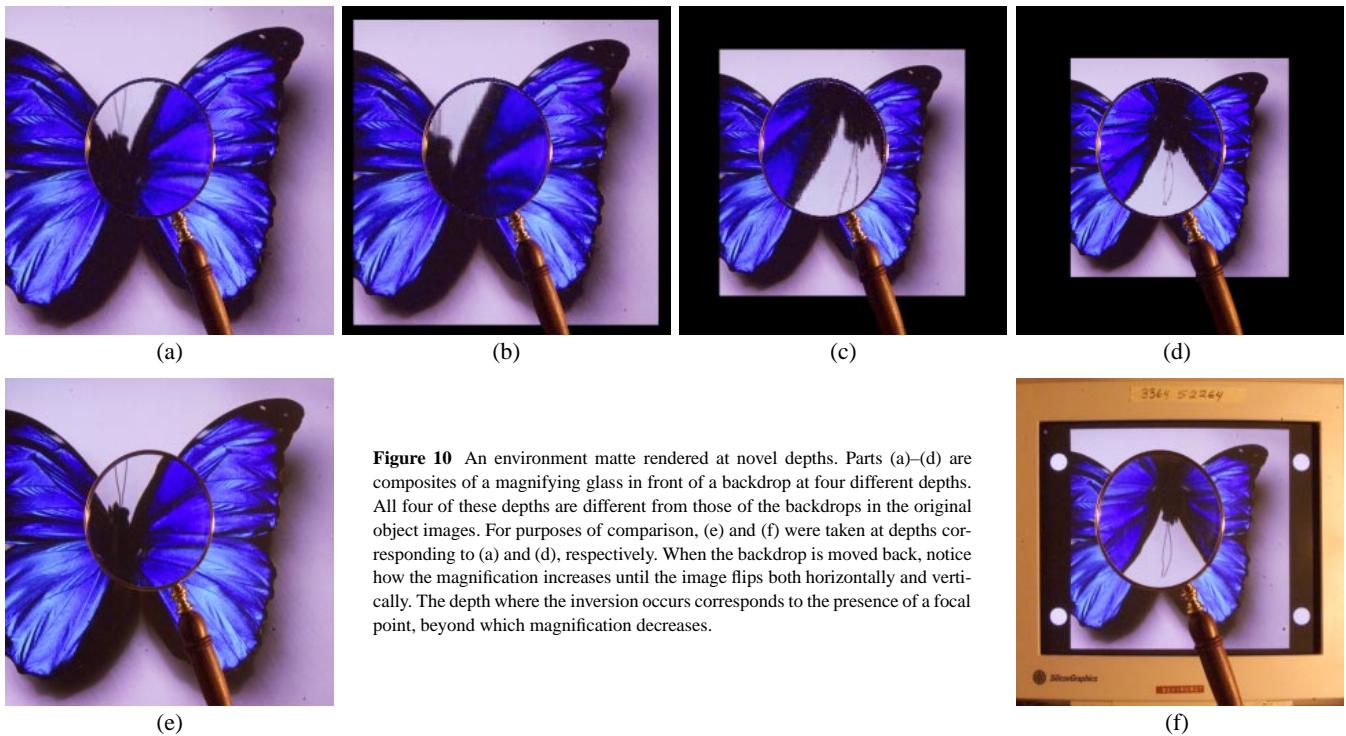 (a)
(b)
(c)
(d)
Figure 10 An environment matte rendered at novel depths. Parts (a)–(d) are
composites of a magnifying glass in front of a backdrop at four different depths.
All four of these depths are different from those of the backdrops in the original
object images. For purposes of comparison, (e) and (f) were taken at depths cor-
responding to (a) and (d), respectively. When the backdrop is moved back, notice
how the magnification increases until the image flips both horizontally and verti-
cally. The depth where the inversion occurs corresponds to the presence of a focal
point, beyond which magnification decreases.
3364 52264
SiliconGraphics
(e)
(f)